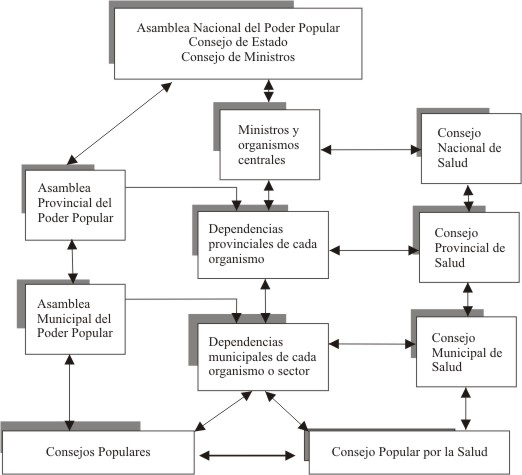 Asamblea Nacional del Poder Popular
Consejo de Estado
Consejo de Ministros
Ministros y
organismos
centrales
Consejo
Nacional de
Salud
Asamblea
Provincial del
Poder Popular
Dependencias
provinciales de cada
organismo
Consejo
Provincial de
Salud
Asamblea
Municipal del
Poder Popular
Dependencias
municipales de cada
organismo o sector
Consejo
Municipal de
Salud
Consejos Populares
Consejo Popular por la Salud